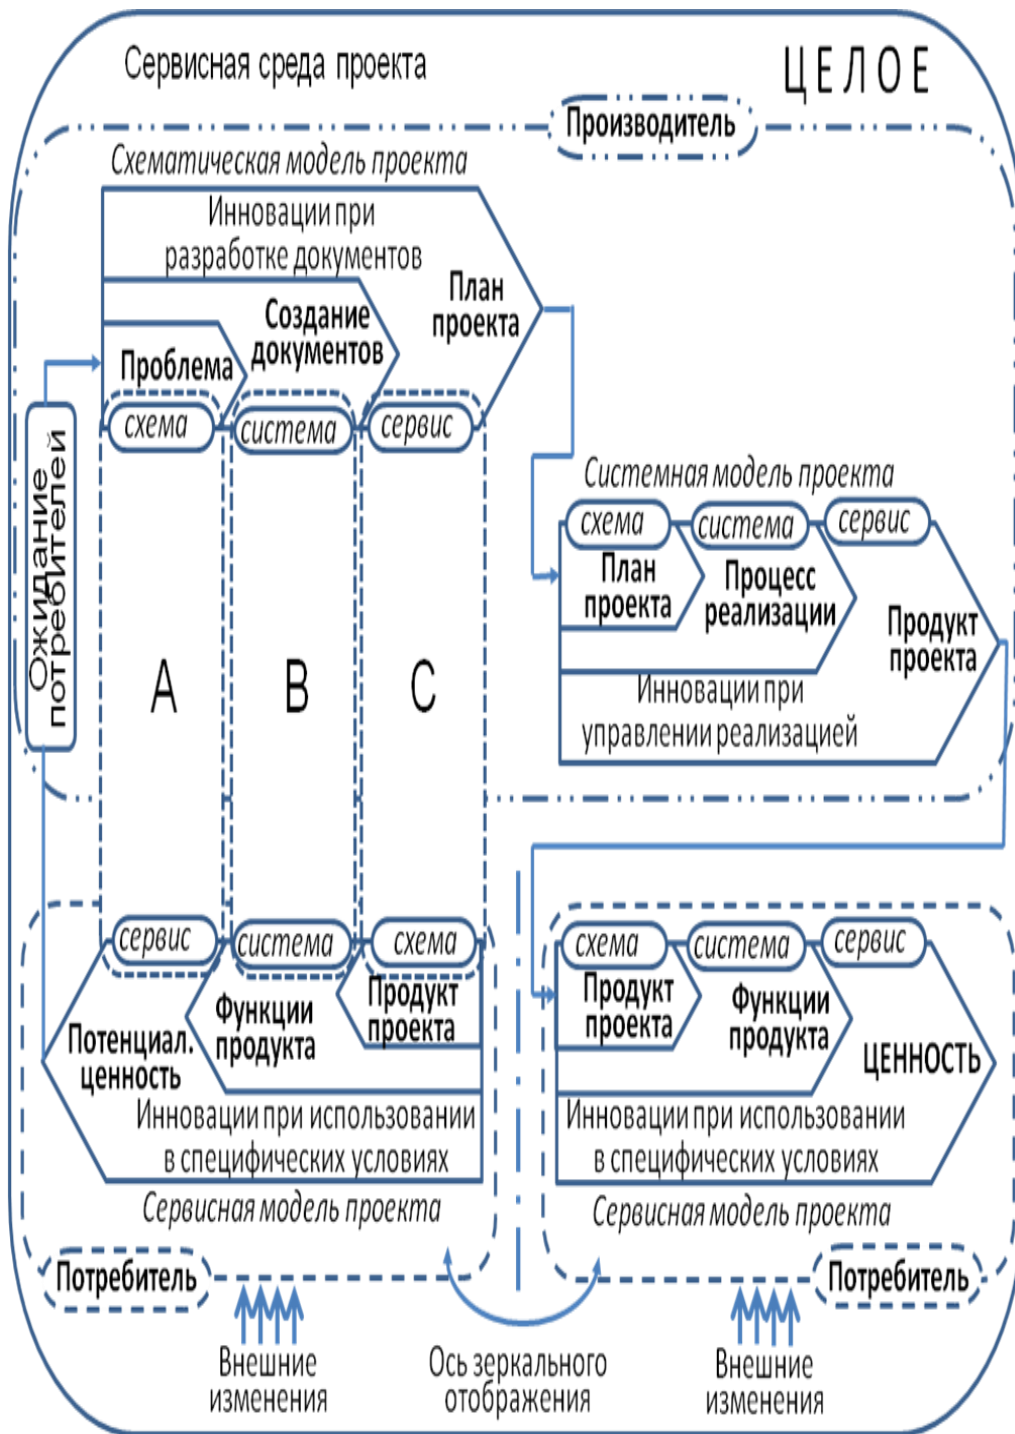 Сервисная среда проекта
Ц Е Л О Е
Производитель
Схематическая модель проекта
Инновации при
разработке документов
План
проекта
Создание
документов
Проблема
схема
система
сервис
Ожидание
потребителей
Системная модель проекта
схема
система
сервис
План
проекта
Процесс
реализации
Продукт
проекта
Инновации при
управлении реализацией
А
В
С
сервис
система
схема
Продукт
проекта
Функции
продукта
Потенциал.
ценность
Инновации при использовании
в специфических условиях
Сервисная модель проекта
Потребитель
схема
система
сервис
Продукт
проекта
Функции
продукта
ЦЕННОСТЬ
Инновации при использовании
в специфических условиях
Сервисная модель проекта
Потребитель
Внешние
изменения
Ось зеркального
отображения
Внешние
изменения